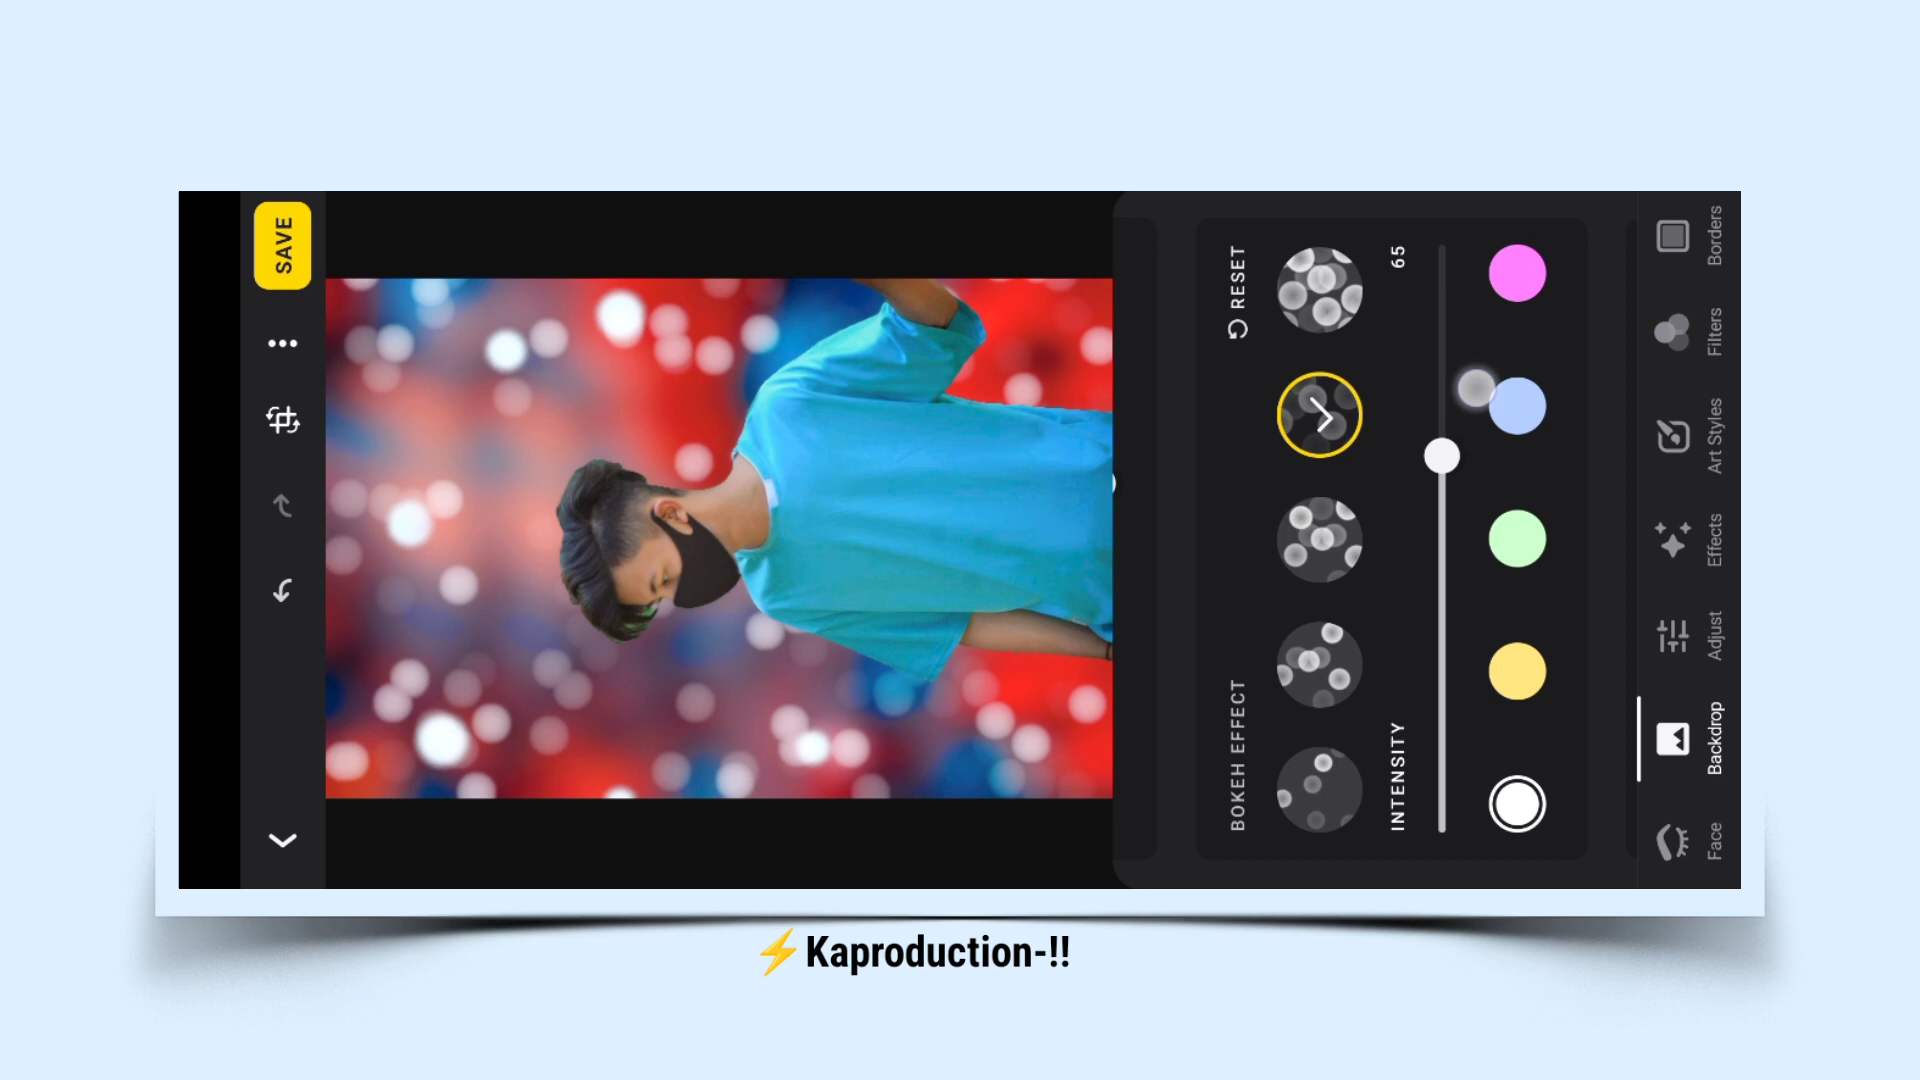 SAVE
BOKEH EFFECT
RESET
INTENSITY
65
Face
Backdrop
Adjust
Effects
Art Styles
Filters
Borders
⚡Kaproduction-!!